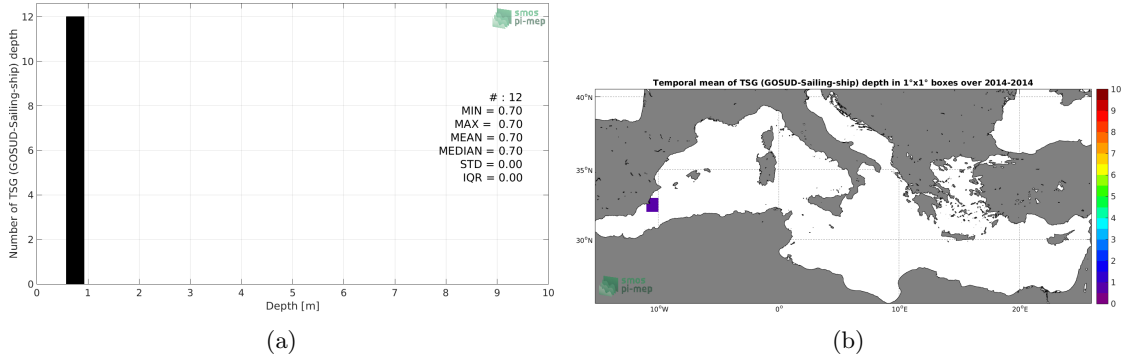 Number of TSG (GOSUD-Sailing-ship) depth
12
10
8
6
4
2
0
0 1 2 3 4 5 6 7 8 9 10
Depth [m]
smos
pi-mep
# : 12
MIN = 0.70
MAX = 0.70
MEAN = 0.70
MEDIAN = 0.70
STD = 0.00
IQR = 0.00
(a)
Temporal mean of TSG (GOSUD-Sailing-ship) depth in 1°x1° boxes over 2014-2014
40°N
35°N
30°N
10°W 0° 10°E 20°E
smos
pi-mep
10
9
8
7
6
5
4
3
2
1
0
(b)